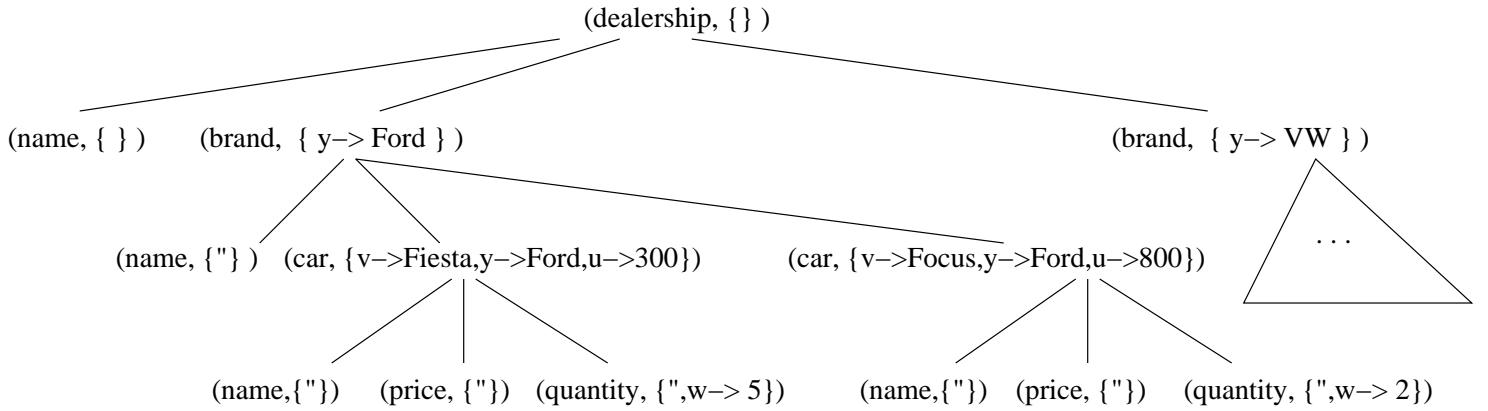 (dealership, {} )
(name, { } ) (brand, { y–> Ford } ) (brand, { y–> VW } )
(name, {"} ) (car, {v–>Fiesta,y–>Ford,u–>300}) (car, {v–>Focus,y–>Ford,u–>800}) . . .
(name,{"}) (price, {"}) (quantity, {",w–> 5}) (name,{"}) (price, {"}) (quantity, {",w–> 2})